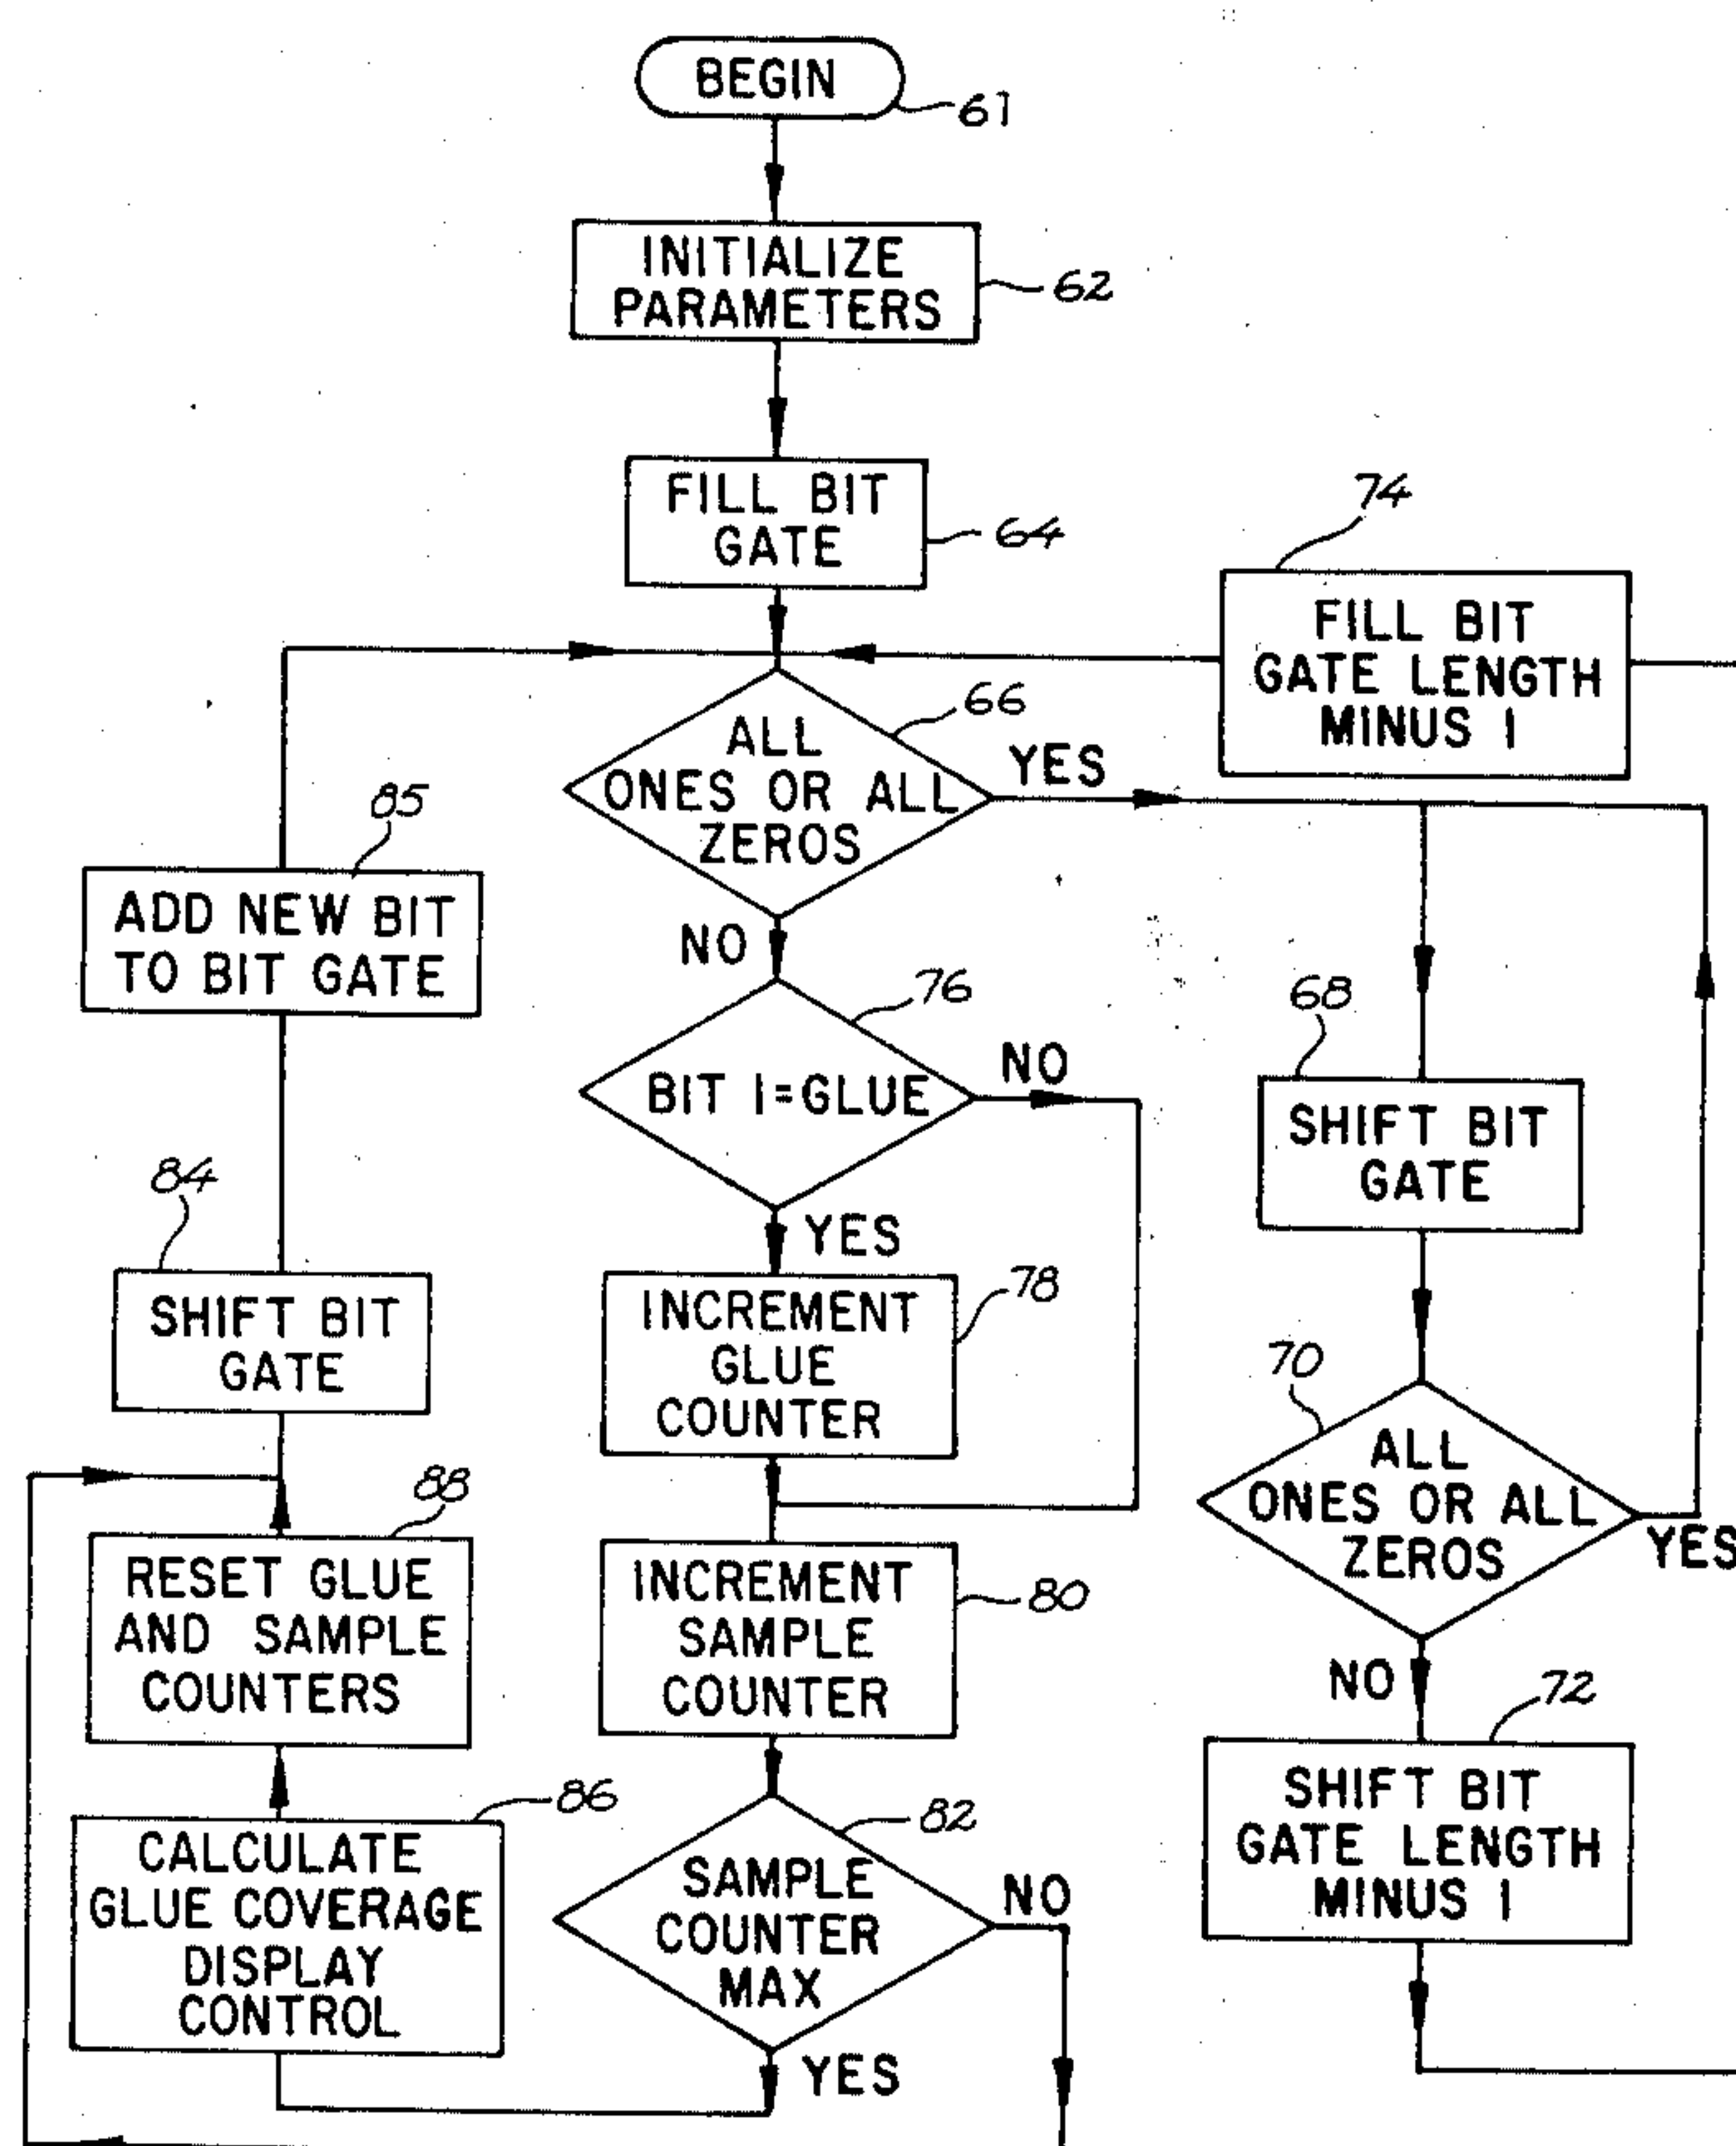 BEGIN
61
INITIALIZE
PARAMETERS
62
FILL BIT
GATE
64
74
FILL BIT
GATE LENGTH
MINUS 1
66
ALL
ONES OR ALL
ZEROS
YES
NO
85
ADD NEW BIT
TO BIT GATE
76
BIT 1=GLUE
NO
YES
68
SHIFT BIT
GATE
84
SHIFT BIT
GATE
78
INCREMENT
GLUE
COUNTER
70
ALL
ONES OR ALL
ZEROS
YES
NO
88
RESET GLUE
AND SAMPLE
COUNTERS
80
INCREMENT
SAMPLE
COUNTER
72
SHIFT BIT
GATE LENGTH
MINUS 1
86
CALCULATE
GLUE COVERAGE
DISPLAY
CONTROL
82
SAMPLE
COUNTER
MAX
NO
YES